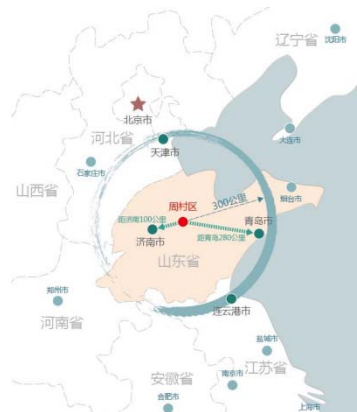 辽宁省
沈阳市
北京市
河北省
天津市
大连市
石家庄市
山西省
烟台市
周村区
300公里
距济南100公里
青岛市
济南市
距青岛280公里
山东省
郑州市
连云港市
河南省
盐城市
江苏省
安徽省
南京市
合肥市
上海市